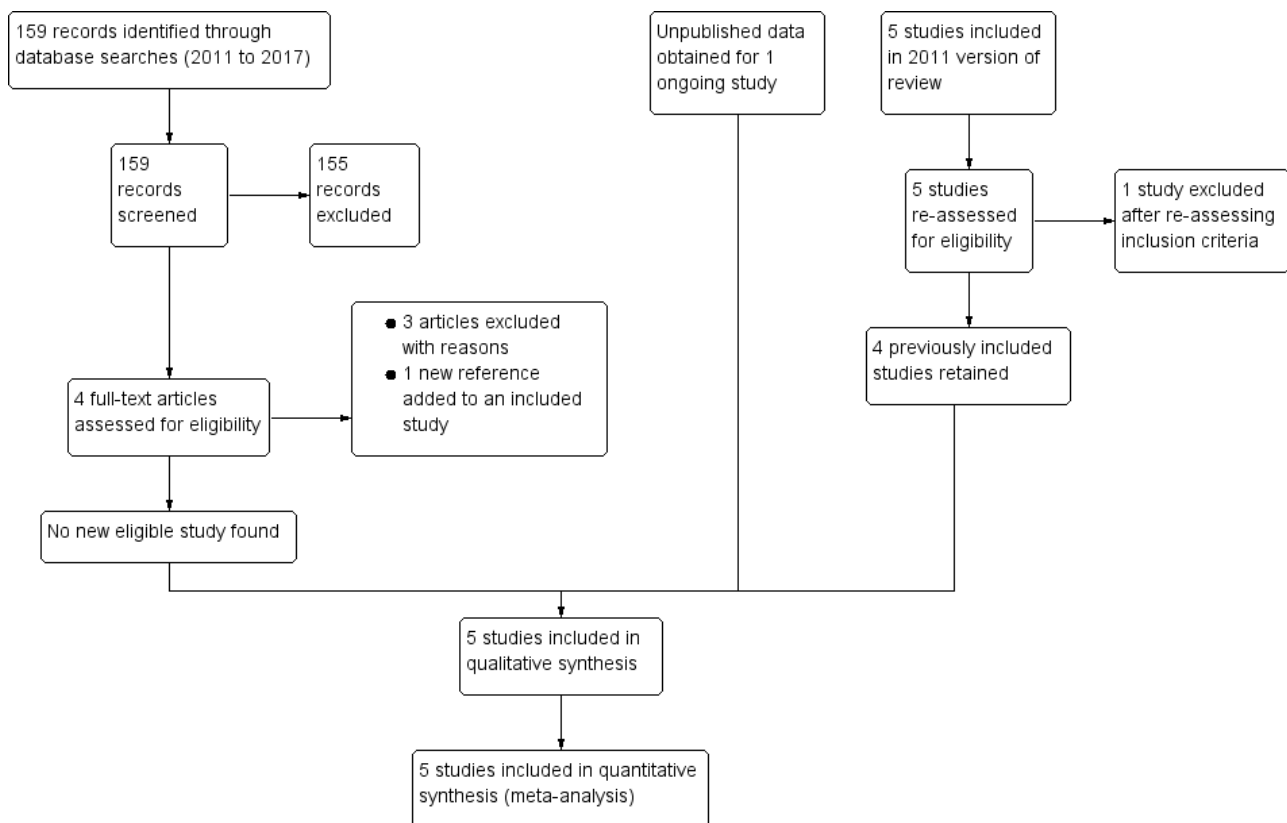 159 records identified through
database searches (2011 to 2017)
Unpublished data
obtained for 1
ongoing study
5 studies included
in 2011 version of
review
159
records
screened
155
records
excluded
5 studies
re-assessed
for eligibility
1 study excluded
after re-assessing
inclusion criteria
● 3 articles excluded
with reasons
● 1 new reference
added to an included
study
4 previously included
studies retained
4 full-text articles
assessed for eligibility
No new eligible study found
5 studies included in
qualitative synthesis
5 studies included in quantitative
synthesis (meta-analysis)